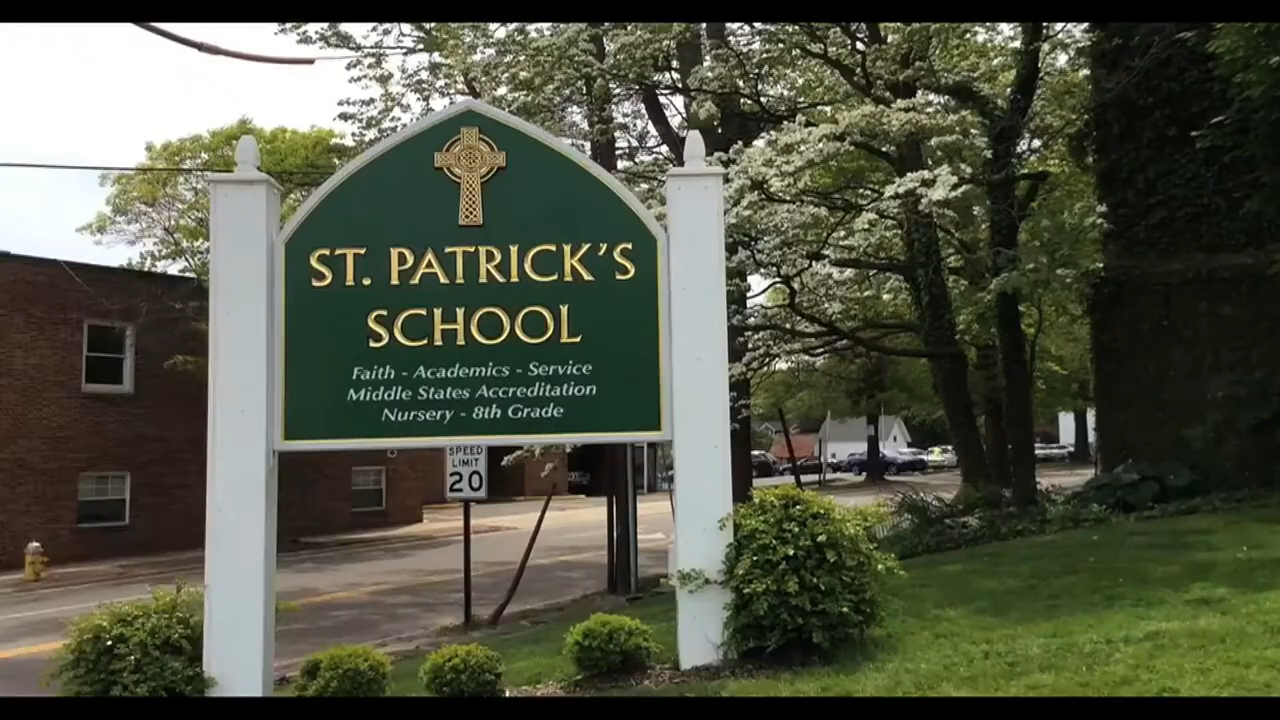 ST. PATRICK'S
SCHOOL
Faith - Academics - Service
Middle States Accreditation
Nursery - 8th Grade
SPEED
LIMIT
20